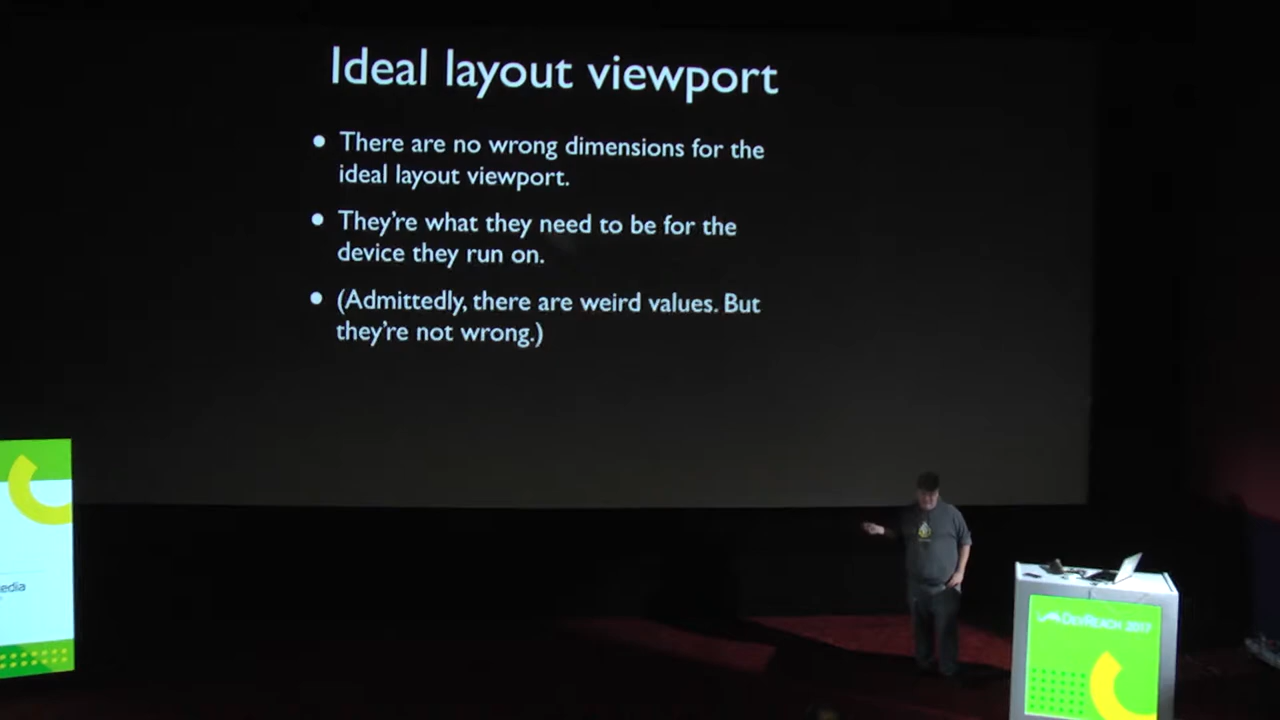 Ideal layout viewport
• There are no wrong dimensions for the
ideal layout viewport.
• They're what they need to be for the
device they run on.
• (Admittedly, there are weird values. But
they're not wrong.)
edia
DEVREACH 2017